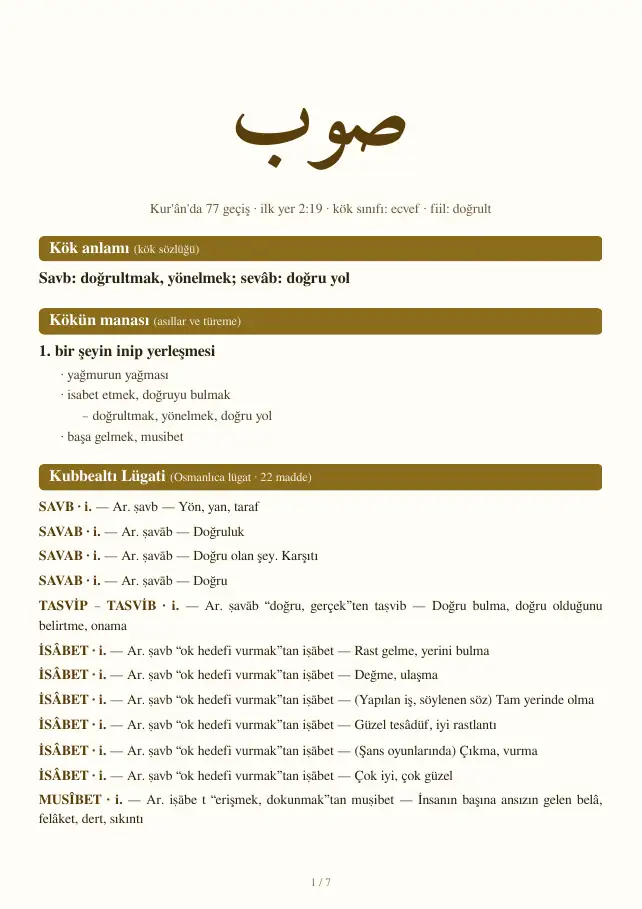 صوب
Kur'ân'da 77 geçiş · ilk yer 2:19 · kök sınıfı: ecvef · fiil: doğrult
Kök anlamı (kök sözlüğü)
Savb: doğrultmak, yönelmek; sevâb: doğru yol
Kökün manası (asıllar ve türeme)
1. bir şeyin inip yerleşmesi
· yağmurun yağması
· isabet etmek, doğruyu bulmak
– doğrultmak, yönelmek, doğru yol
· başa gelmek, musibet
Kubbealtı Lügati (Osmanlıca lügat · 22 madde)
SAVB · i. — Ar. ṣavb — Yön, yan, taraf
SAVAB · i. — Ar. ṣavāb — Doğruluk
SAVAB · i. — Ar. ṣavāb — Doğru olan şey. Karşıtı
SAVAB · i. — Ar. ṣavāb — Doğru
TASVİP – TASVİB · i. — Ar. ṣavāb “doğru, gerçek”ten taṣvib — Doğru bulma, doğru olduğunu
belirtme, onama
İSÂBET · i. — Ar. ṣavb “ok hedefi vurmak”tan iṣābet — Rast gelme, yerini bulma
İSÂBET · i. — Ar. ṣavb “ok hedefi vurmak”tan iṣābet — Değme, ulaşma
İSÂBET · i. — Ar. ṣavb “ok hedefi vurmak”tan iṣābet — (Yapılan iş, söylenen söz) Tam yerinde olma
İSÂBET · i. — Ar. ṣavb “ok hedefi vurmak”tan iṣābet — Güzel tesâdüf, iyi rastlantı
İSÂBET · i. — Ar. ṣavb “ok hedefi vurmak”tan iṣābet — (Şans oyunlarında) Çıkma, vurma
İSÂBET · i. — Ar. ṣavb “ok hedefi vurmak”tan iṣābet — Çok iyi, çok güzel
MUSÎBET · i. — Ar. iṣābe t “erişmek, dokunmak”tan muṣibet — İnsanın başına ansızın gelen belâ,
felâket, dert, sıkıntı
1 / 7